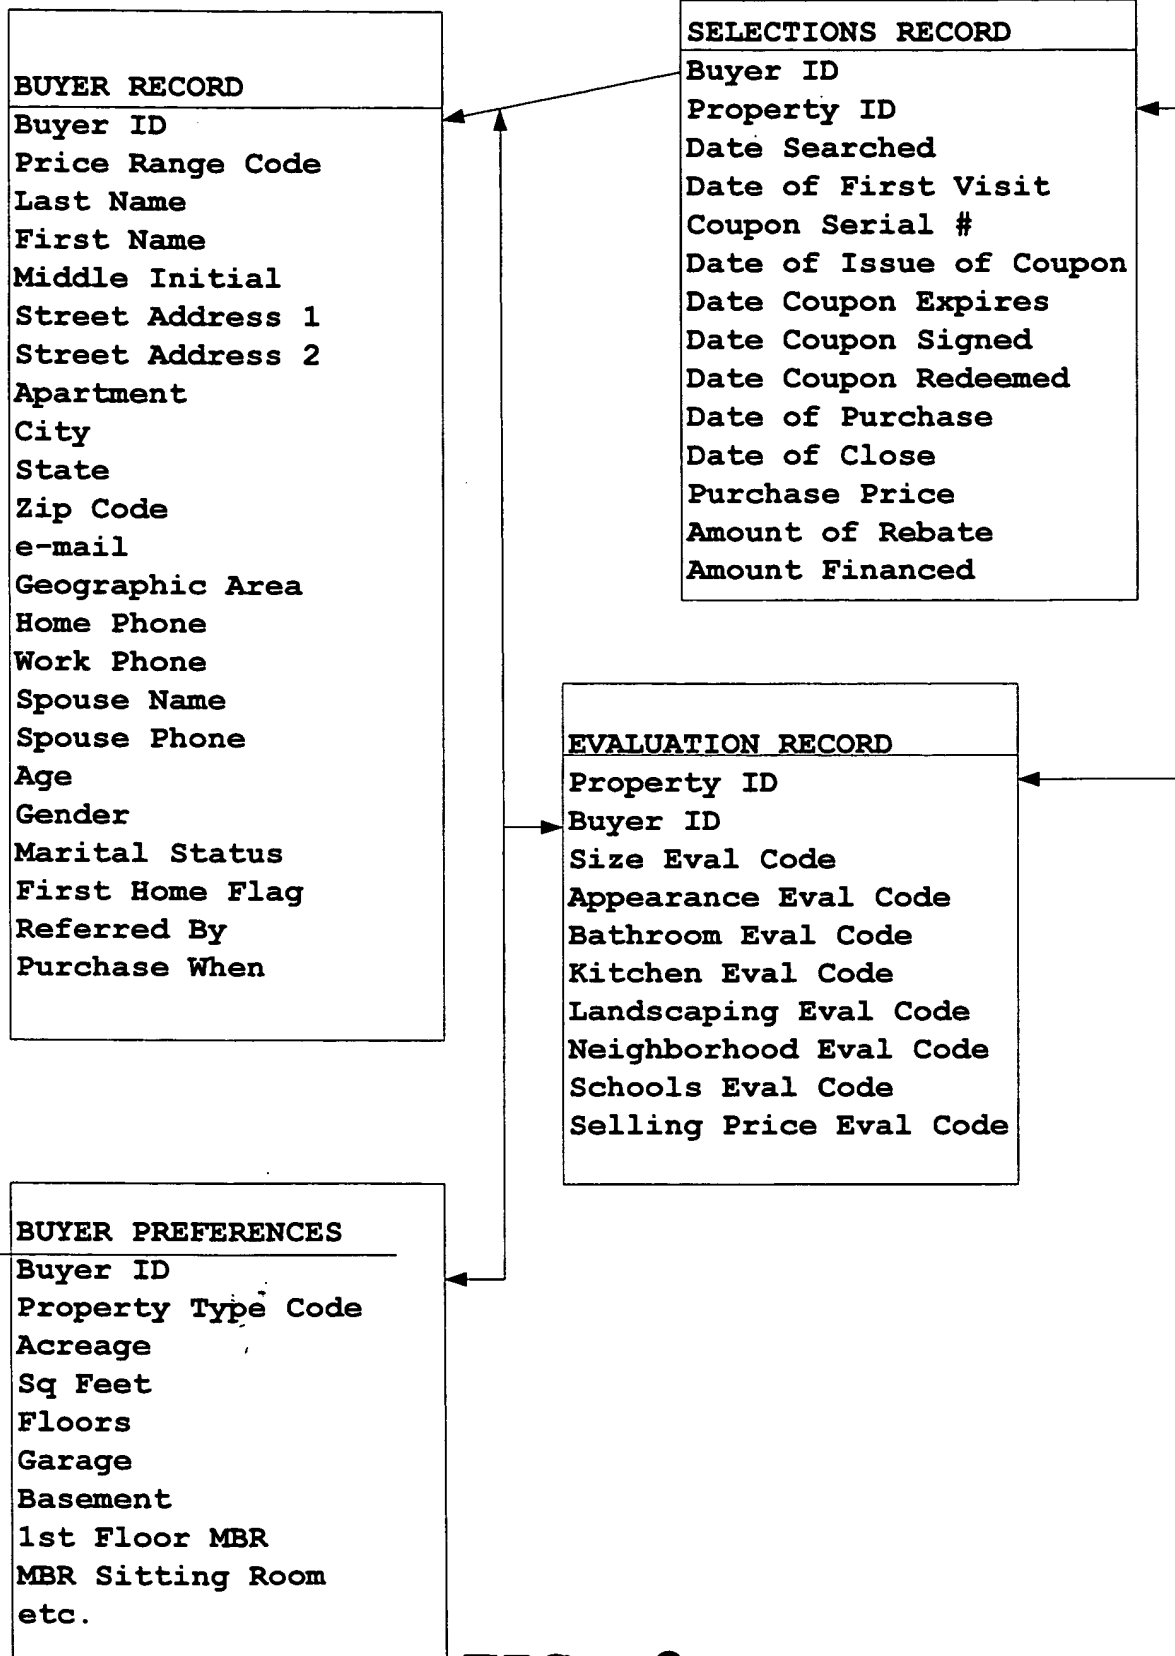 BUYER RECORD
Buyer ID
Price Range Code
Last Name
First Name
Middle Initial
Street Address 1
Street Address 2
Apartment
City
State
Zip Code
e-mail
Geographic Area
Home Phone
Work Phone
Spouse Name
Spouse Phone
Age
Gender
Marital Status
First Home Flag
Referred By
Purchase When
SELECTIONS RECORD
Buyer ID
Property ID
Date Searched
Date of First Visit
Coupon Serial #
Date of Issue of Coupon
Date Coupon Expires
Date Coupon Signed
Date Coupon Redeemed
Date of Purchase
Date of Close
Purchase Price
Amount of Rebate
Amount Financed
EVALUATION RECORD
Property ID
Buyer ID
Size Eval Code
Appearance Eval Code
Bathroom Eval Code
Kitchen Eval Code
Landscaping Eval Code
Neighborhood Eval Code
Schools Eval Code
Selling Price Eval Code
BUYER PREFERENCES
Buyer ID
Property Type Code
Acreage
Sq Feet
Floors
Garage
Basement
1st Floor MBR
MBR Sitting Room
etc.